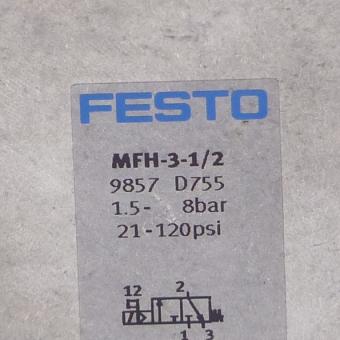 FESTO
MFH-3-1/2
9857 D755
1.5- 8bar
21-120psi
12 2
1 3